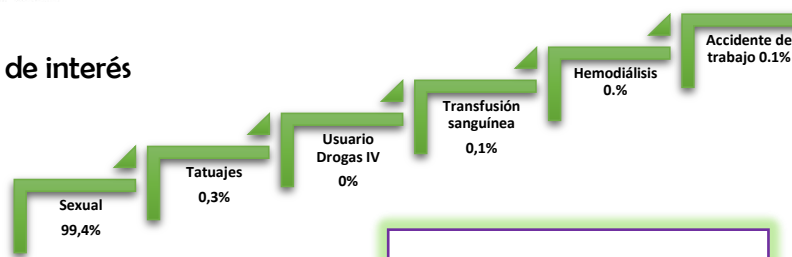 de interés
Sexual
99,4%
Tatuajes
0,3%
Usuario
Drogas IV
0%
Transfusión
sanguínea
0,1%
Hemodiálisis
0.%
Accidente de
trabajo 0.1%